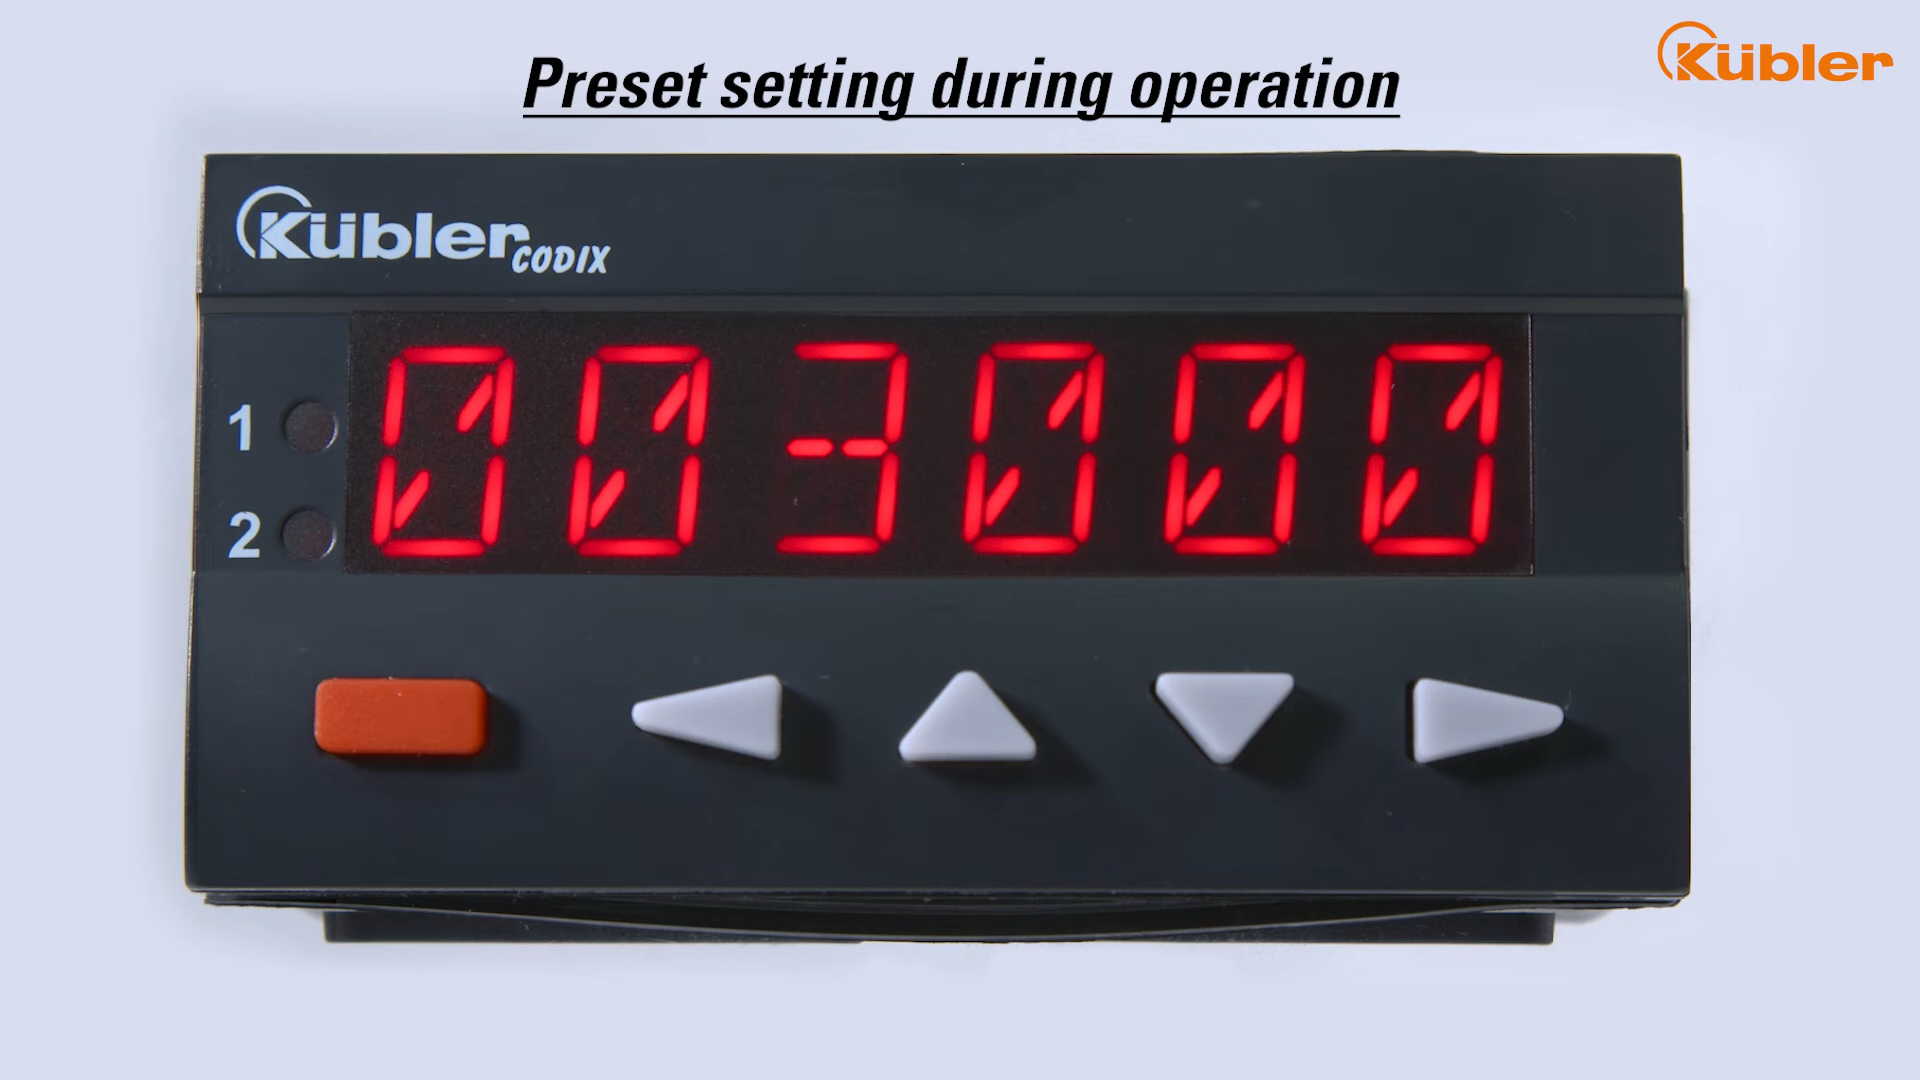 Preset setting during operation
Kübler
Kübler CODIX
003000
1
2